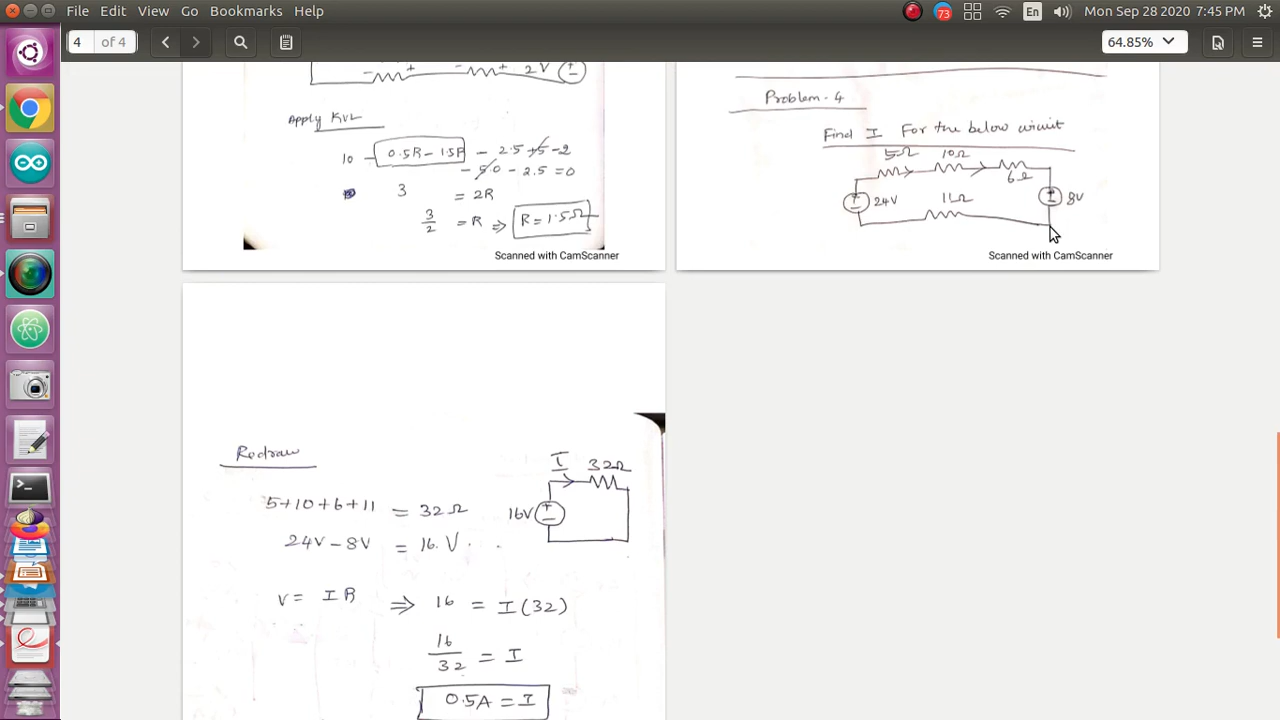 File Edit View Go Bookmarks Help
73
En
Mon Sep 28 2020 7:45 PM
4 of 4
64.85%
- + - + 2V + -
Apply KVL
10 - 0.5R - 1.5R - 2.5 +5 -2
- 5.0 - 2.5 = 0
3 = 2R
3/2 = R ⇒ R = 1.5Ω
Scanned with CamScanner
Problem - 4
Find I For the below circuit
5Ω 10Ω
6Ω
24V 11Ω 8V
Scanned with CamScanner
Redraw
I 32Ω
5+10+6+11 = 32Ω
16V
24V - 8V = 16.V.
V = IR ⇒ 16 = I(32)
16/32 = I
0.5A = I